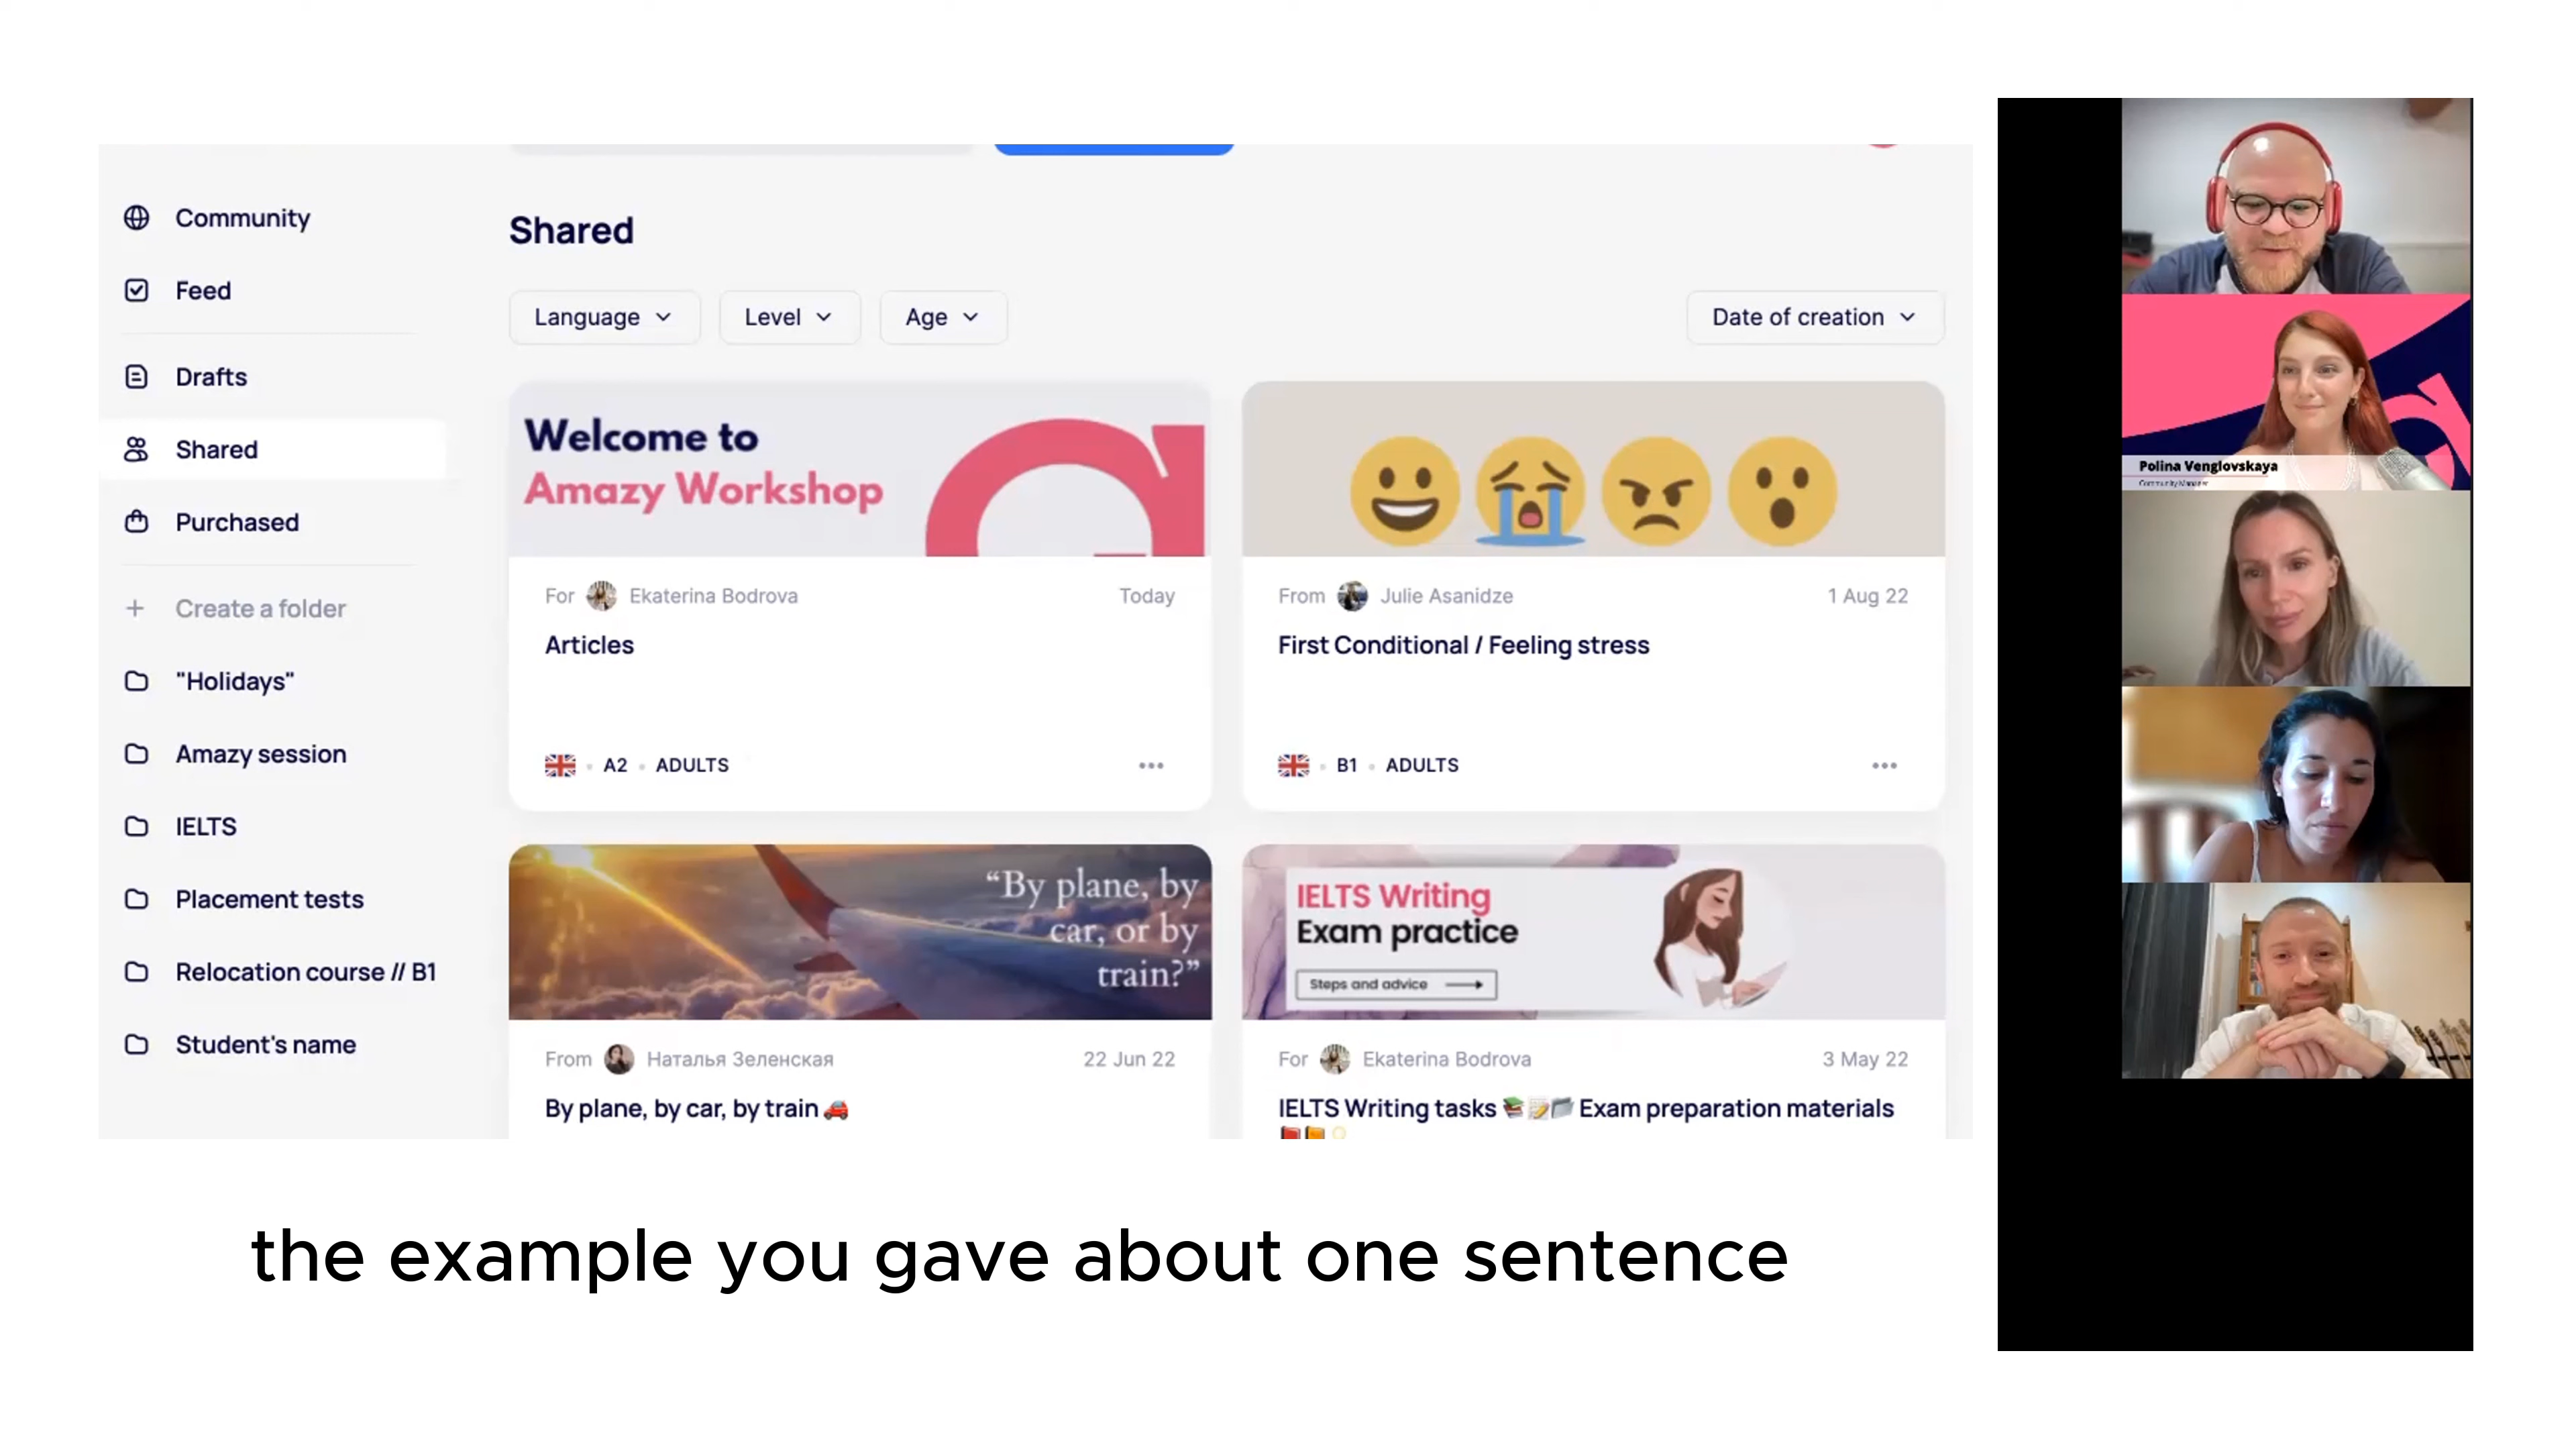 Community
Feed
Drafts
Shared
Purchased
Create a folder
"Holidays"
Amazy session
IELTS
Placement tests
Relocation course // B1
Student's name
Shared
Language
Level
Age
Date of creation
Welcome to
Amazy Workshop
For Ekaterina Bodrova Today
Articles
A2 • ADULTS
From Julie Asanidze 1 Aug 22
First Conditional / Feeling stress
B1 • ADULTS
“By plane, by
car, or by
train?”
From Наталья Зеленская 22 Jun 22
By plane, by car, by train 🚗
IELTS Writing
Exam practice
Steps and advice
For Ekaterina Bodrova 3 May 22
IELTS Writing tasks 📚📝📁 Exam preparation materials
Polina Venglovskaya
Community Manager
the example you gave about one sentence